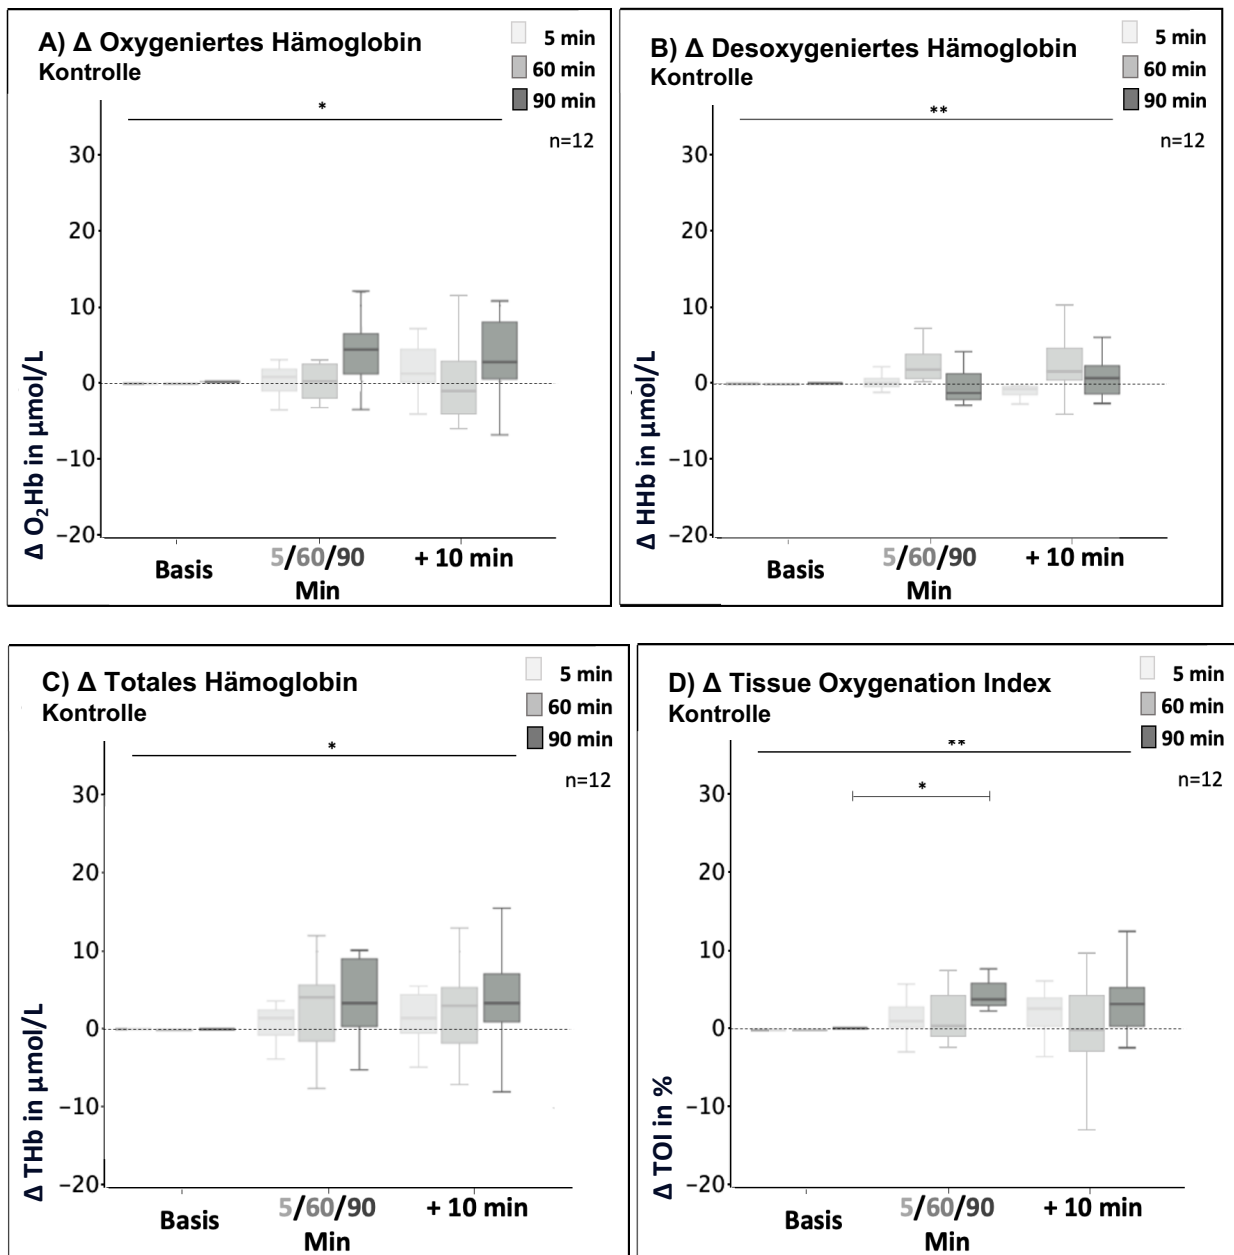 A) Δ Oxygeniertes Hämoglobin
Kontrolle
5 min
60 min
90 min
n=12
*
30
20
10
0
−10
−20
Δ O₂Hb in µmol/L
Basis
5/60/90
Min
+ 10 min
B) Δ Desoxygeniertes Hämoglobin
Kontrolle
5 min
60 min
90 min
n=12
**
30
20
10
0
−10
−20
Δ HHb in µmol/L
Basis
5/60/90
Min
+ 10 min
C) Δ Totales Hämoglobin
Kontrolle
5 min
60 min
90 min
n=12
*
30
20
10
0
−10
−20
Δ THb in µmol/L
Basis
5/60/90
Min
+ 10 min
D) Δ Tissue Oxygenation Index
Kontrolle
5 min
60 min
90 min
n=12
**
*
30
20
10
0
−10
−20
Δ TOI in %
Basis
5/60/90
Min
+ 10 min